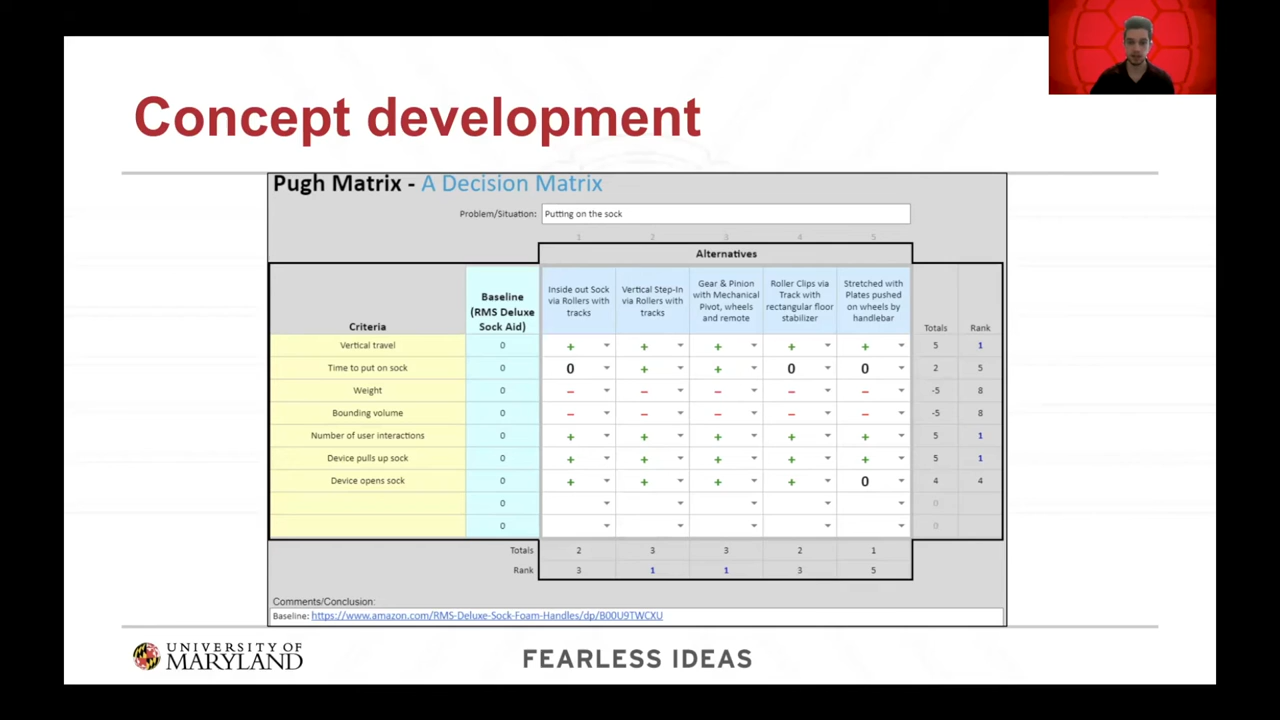 Concept development
Pugh Matrix - A Decision Matrix
Problem/Situation: Putting on the sock
1 2 3 4 5
Alternatives
Criteria
Baseline
(RMS Deluxe
Sock Aid)
Inside out Sock
via Rollers with
tracks
Vertical Step-In
via Rollers with
tracks
Gear & Pinion
with Mechanical
Pivot, wheels
and remote
Roller Clips via
Track with
rectangular floor
stabilizer
Stretched with
Plates pushed
on wheels by
handlebar
Totals Rank
Vertical travel 0 + + + + + 5 1
Time to put on sock 0 0 + + 0 0 2 5
Weight 0 − − − − − -5 8
Bounding volume 0 − − − − − -5 8
Number of user interactions 0 + + + + + 5 1
Device pulls up sock 0 + + + + + 5 1
Device opens sock 0 + + + + 0 4 4
0 0
0 0
Totals 2 3 3 2 1
Rank 3 1 1 3 5
Comments/Conclusion:
Baseline: https://www.amazon.com/RMS-Deluxe-Sock-Foam-Handles/dp/B00U9TWCXU
UNIVERSITY OF
MARYLAND
FEARLESS IDEAS